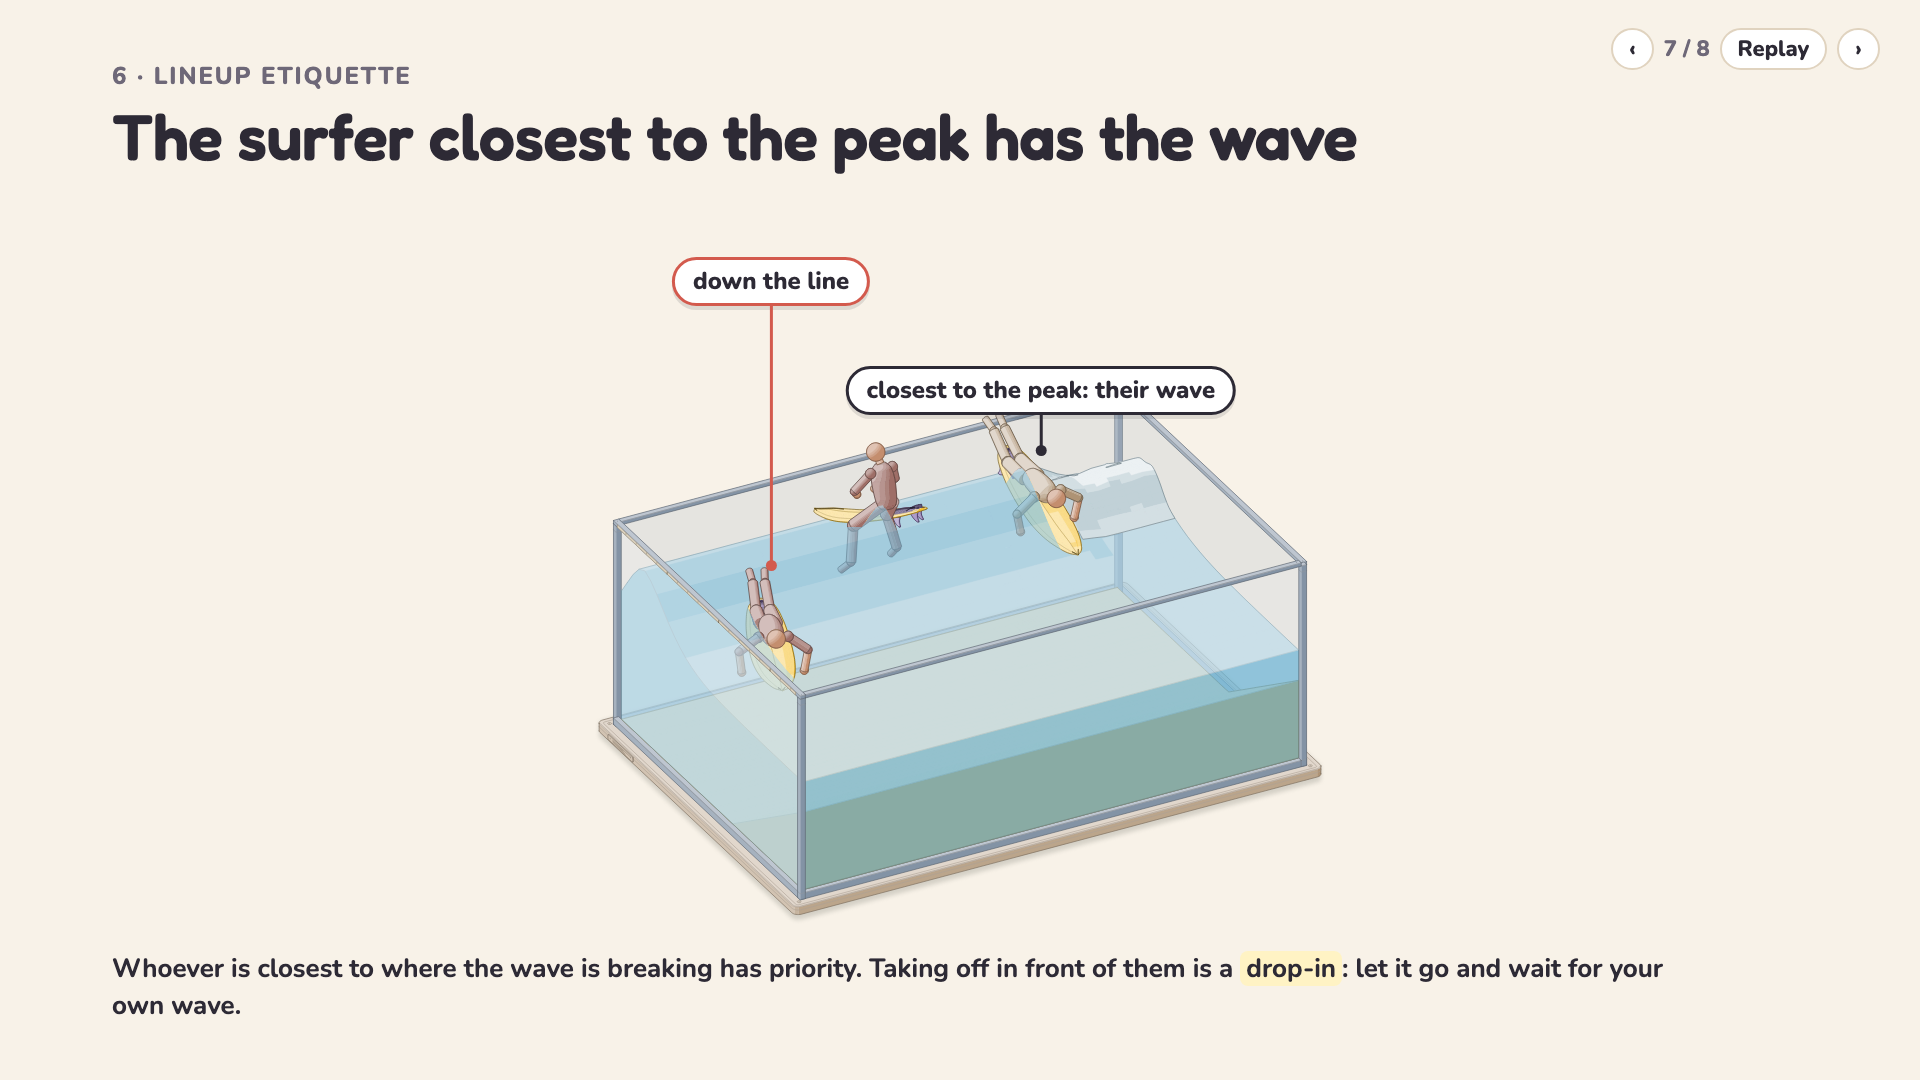 ‹ 7 / 8 Replay ›
6 · LINEUP ETIQUETTE
The surfer closest to the peak has the wave
down the line
closest to the peak: their wave
Whoever is closest to where the wave is breaking has priority. Taking off in front of them is a drop-in: let it go and wait for your
own wave.